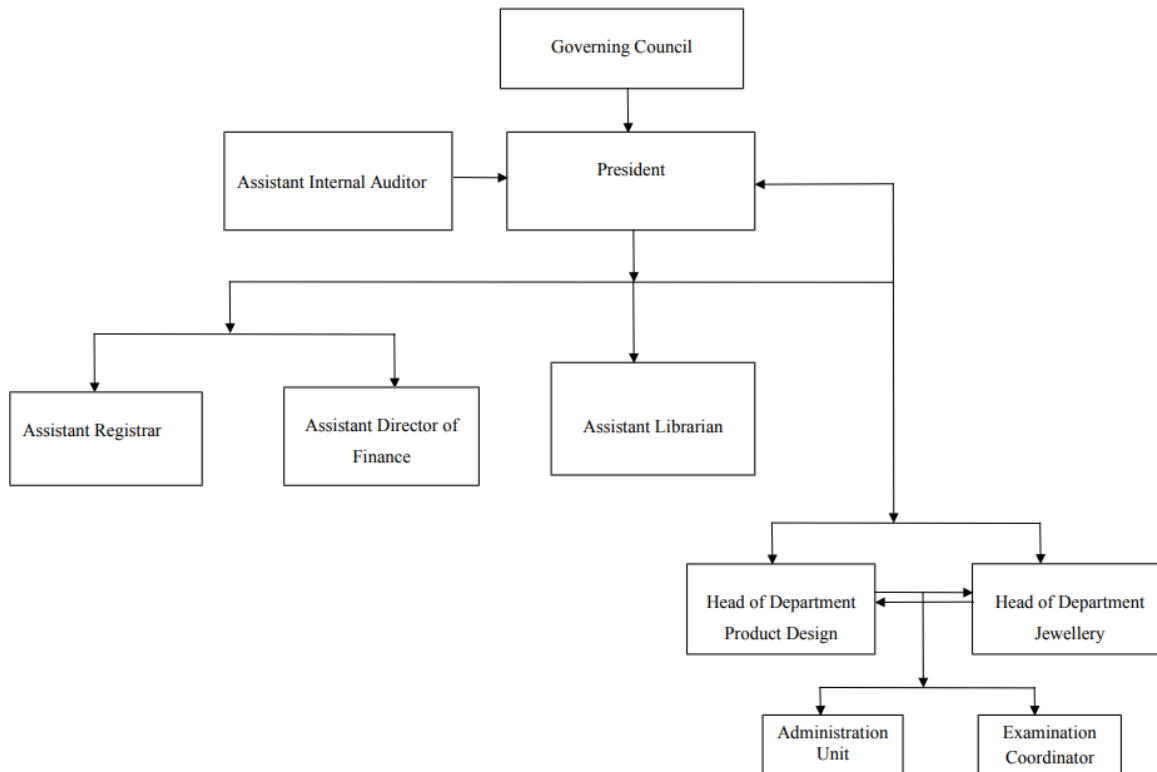 Governing Council
President
Assistant Internal Auditor
Assistant Registrar
Assistant Director of
Finance
Assistant Librarian
Head of Department
Product Design
Head of Department
Jewellery
Administration
Unit
Examination
Coordinator